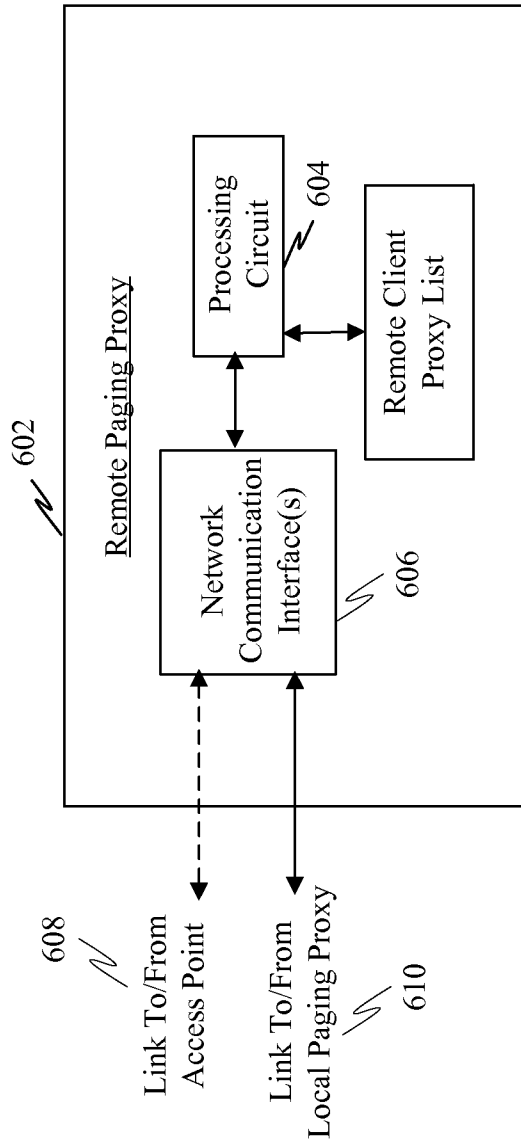 602
Remote Paging Proxy
608
Link To/From
Access Point
Link To/From
Local Paging Proxy
610
Network
Communication
Interface(s)
606
Processing
Circuit
604
Remote Client
Proxy List